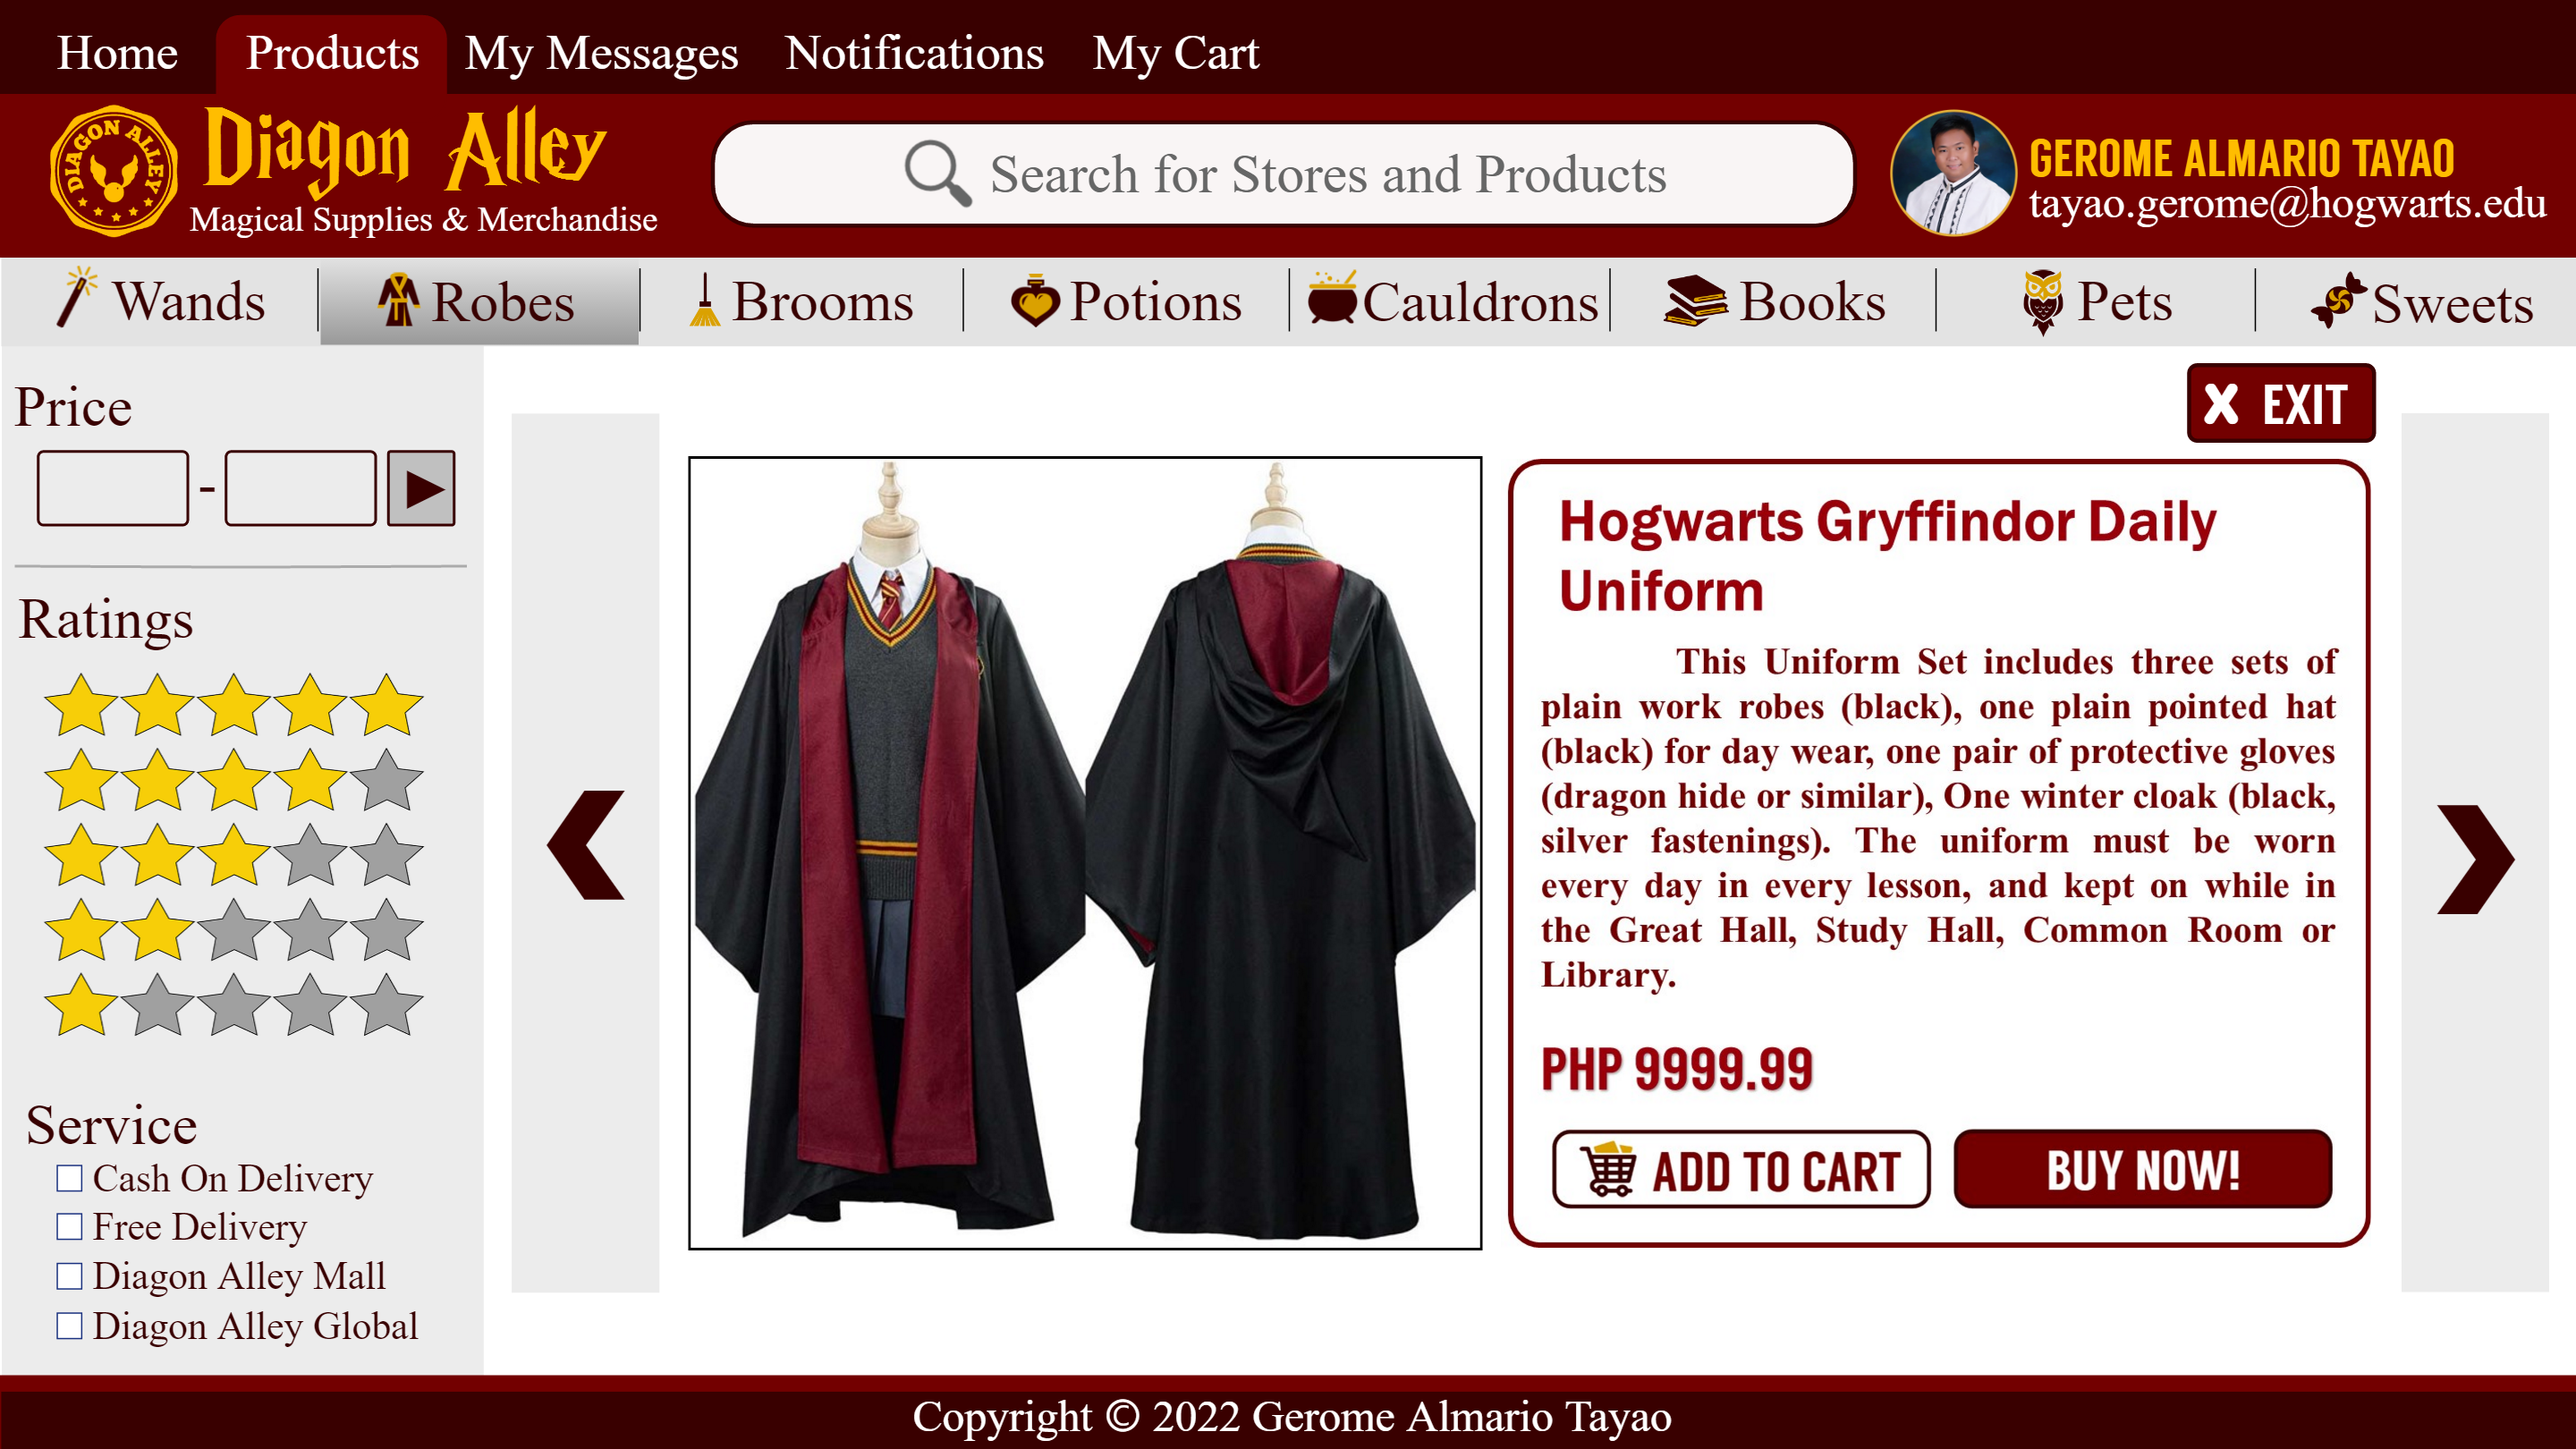 Home Products My Messages Notifications My Cart
DIAGON ALLEY
Diagon Alley
Magical Supplies & Merchandise
Search for Stores and Products
GEROME ALMARIO TAYAO
tayao.gerome@hogwarts.edu
Wands Robes Brooms Potions Cauldrons Books Pets Sweets
Price
-
Ratings
Service
Cash On Delivery
Free Delivery
Diagon Alley Mall
Diagon Alley Global
X EXIT
Hogwarts Gryffindor Daily
Uniform
This Uniform Set includes three sets of
plain work robes (black), one plain pointed hat
(black) for day wear, one pair of protective gloves
(dragon hide or similar), One winter cloak (black,
silver fastenings). The uniform must be worn
every day in every lesson, and kept on while in
the Great Hall, Study Hall, Common Room or
Library.
PHP 9999.99
ADD TO CART
BUY NOW!
Copyright © 2022 Gerome Almario Tayao